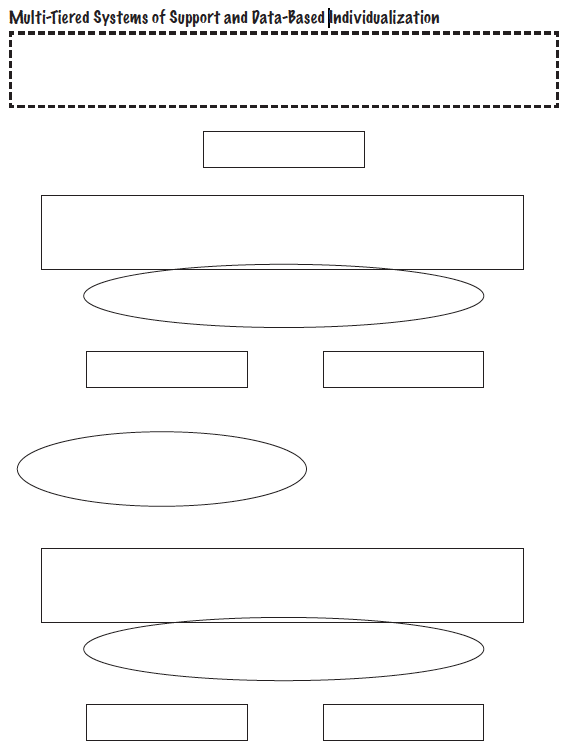 Multi-Tiered Systems of Support and Data-Based Individualization